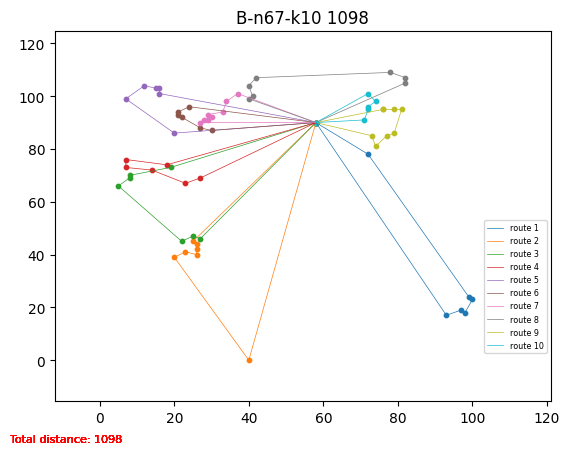 B-n67-k10 1098
120
100
80
60
40
20
0
0
20
40
60
80
100
120
route 1
route 2
route 3
route 4
route 5
route 6
route 7
route 8
route 9
route 10
Total distance: 1098